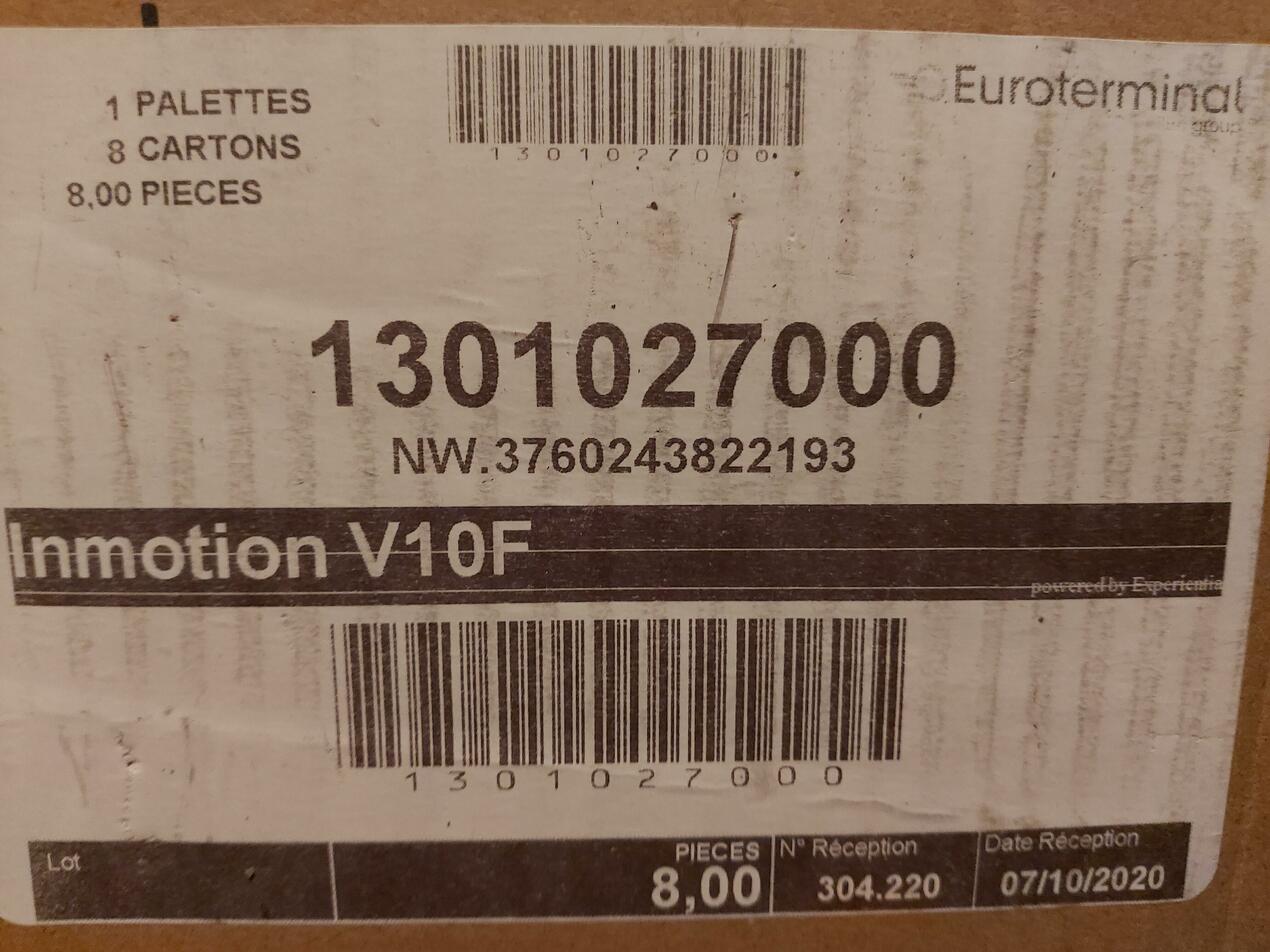 1 PALETTES
8 CARTONS
8,00 PIECES
1301027000
Euroterminal
group
1301027000
NW.3760243822193
Inmotion V10F
powered by Experientia
1301027000
Lot
PIECES
8,00
N° Réception
304.220
Date Réception
07/10/2020